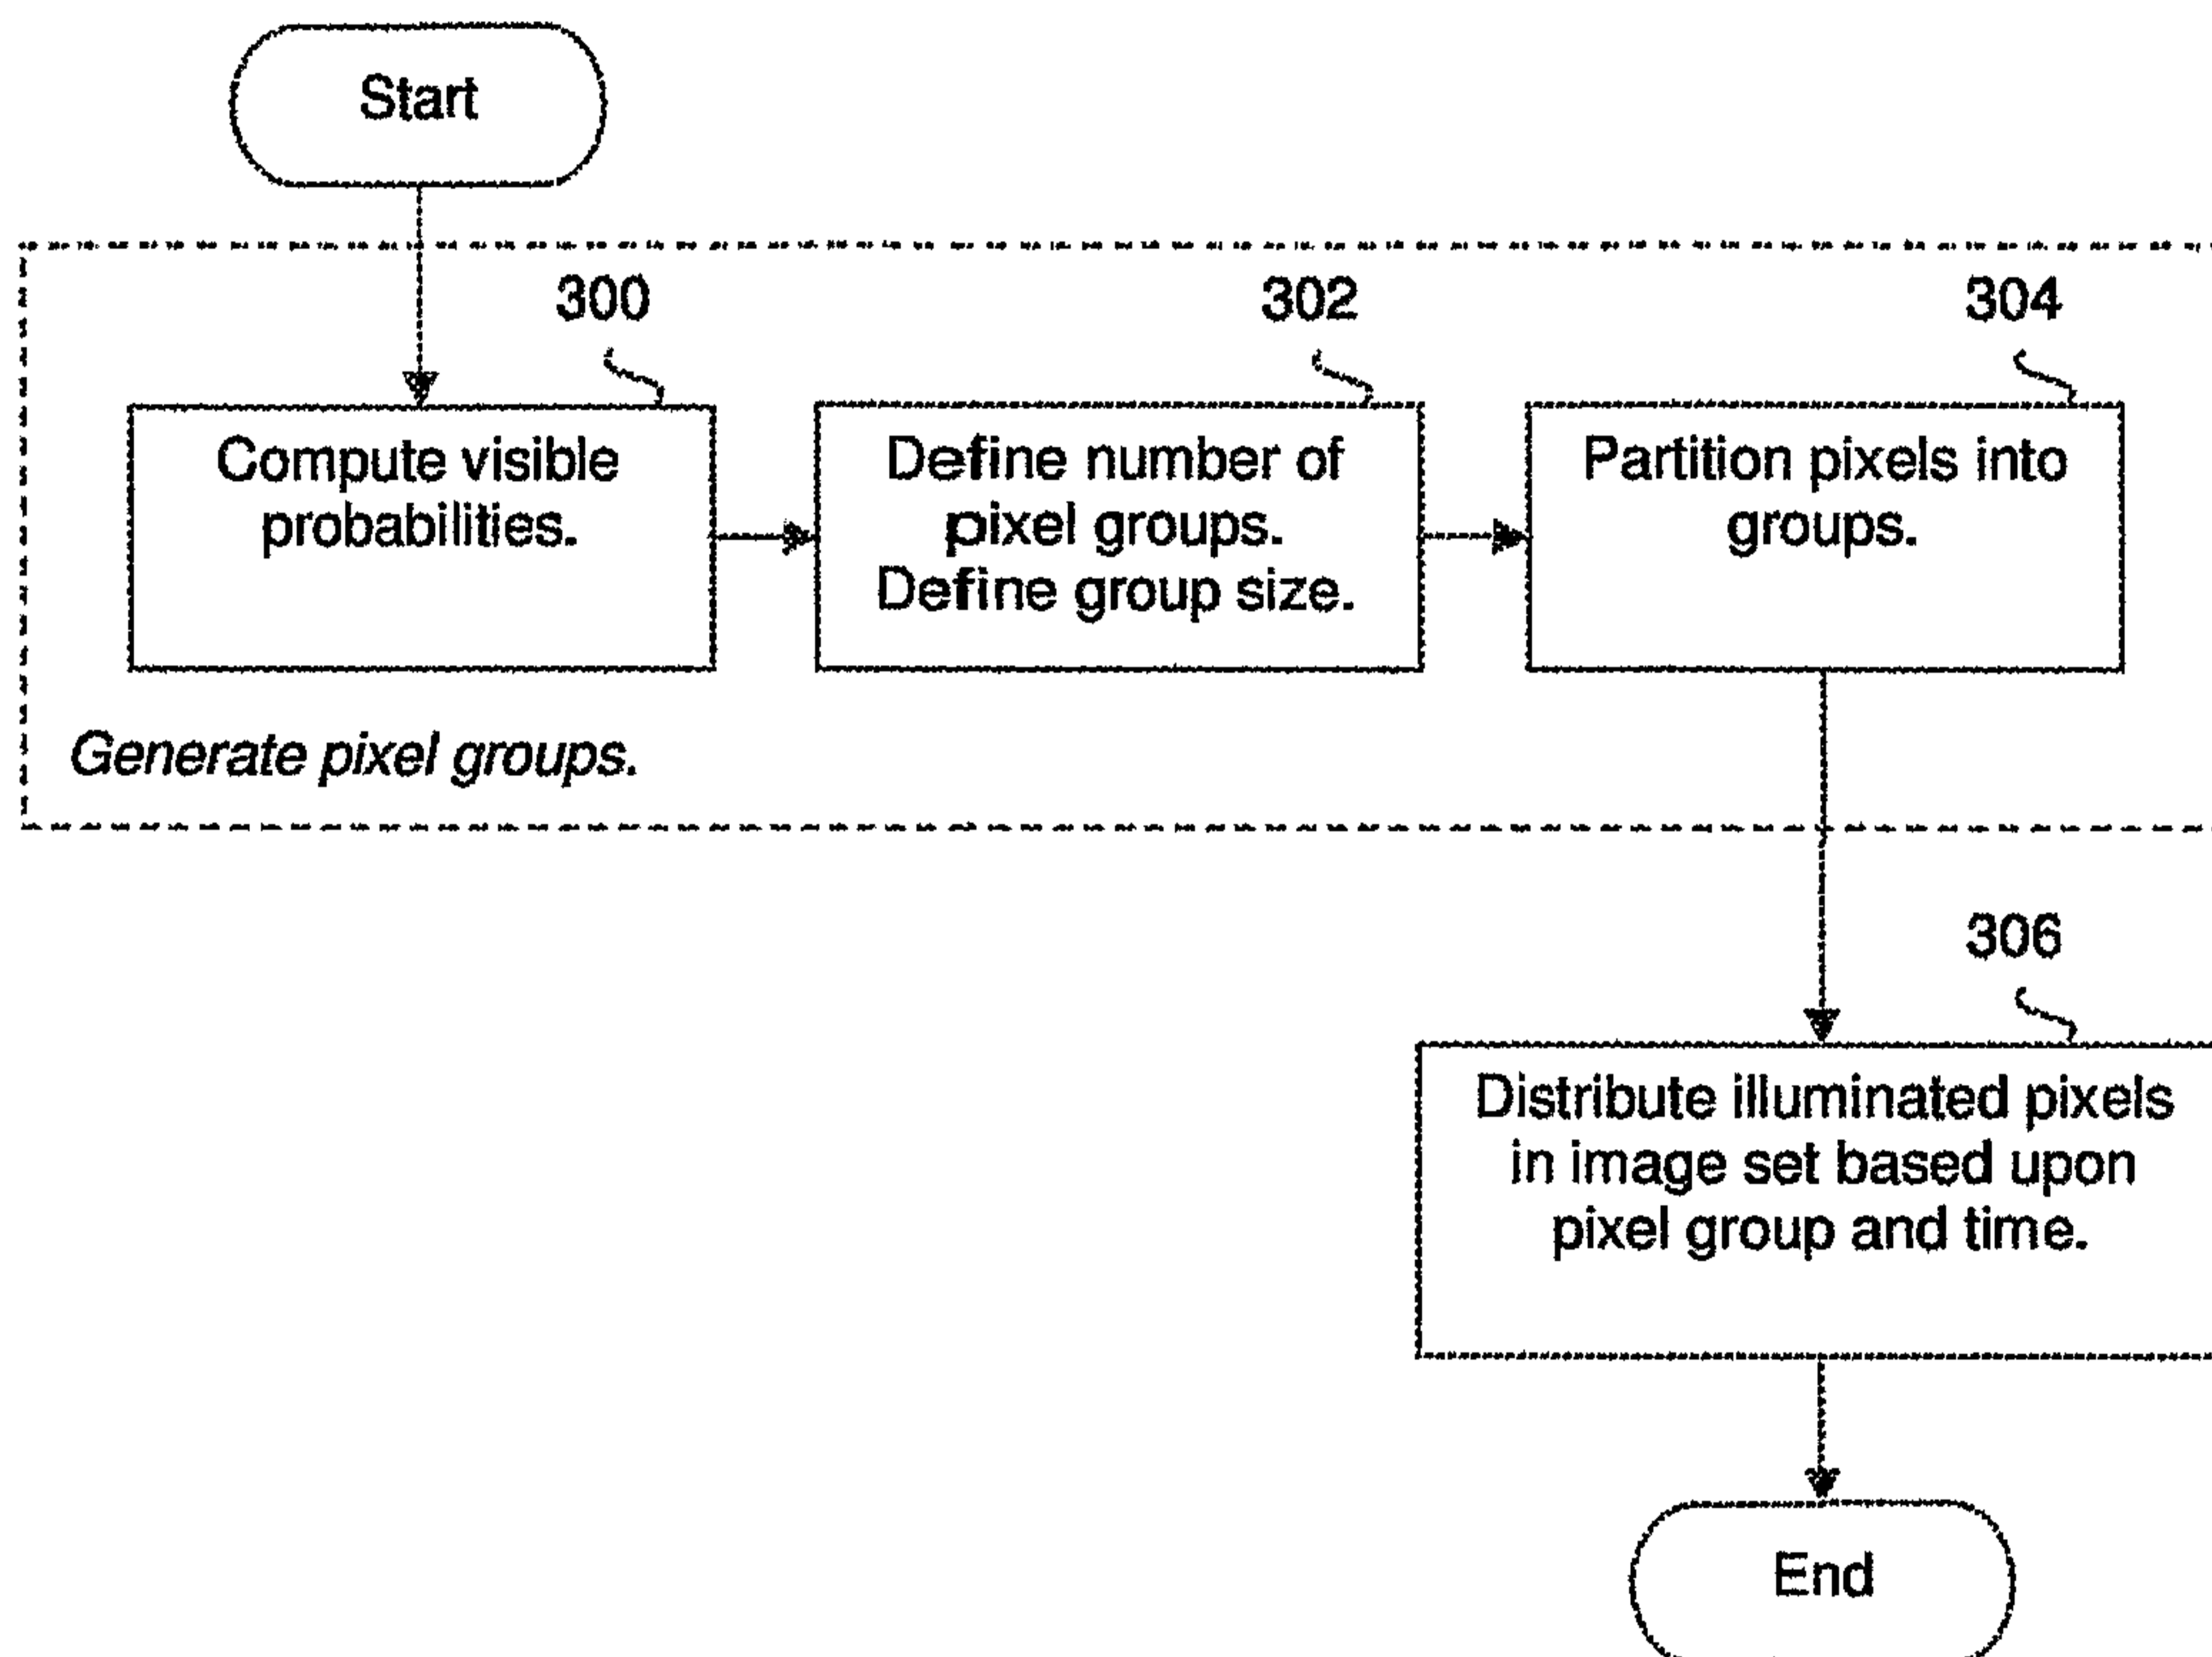 Start
300
302
304
Compute visible
probabilities.
Define number of
pixel groups.
Define group size.
Partition pixels into
groups.
Generate pixel groups.
306
Distribute illuminated pixels
in image set based upon
pixel group and time.
End